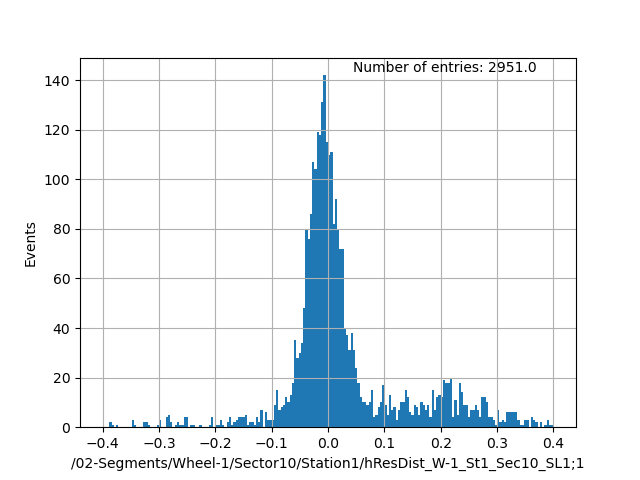 Number of entries: 2951.0
140
120
100
80
60
40
20
0
Events
−0.4 −0.3 −0.2 −0.1 0.0 0.1 0.2 0.3 0.4
/02-Segments/Wheel-1/Sector10/Station1/hResDist_W-1_St1_Sec10_SL1;1